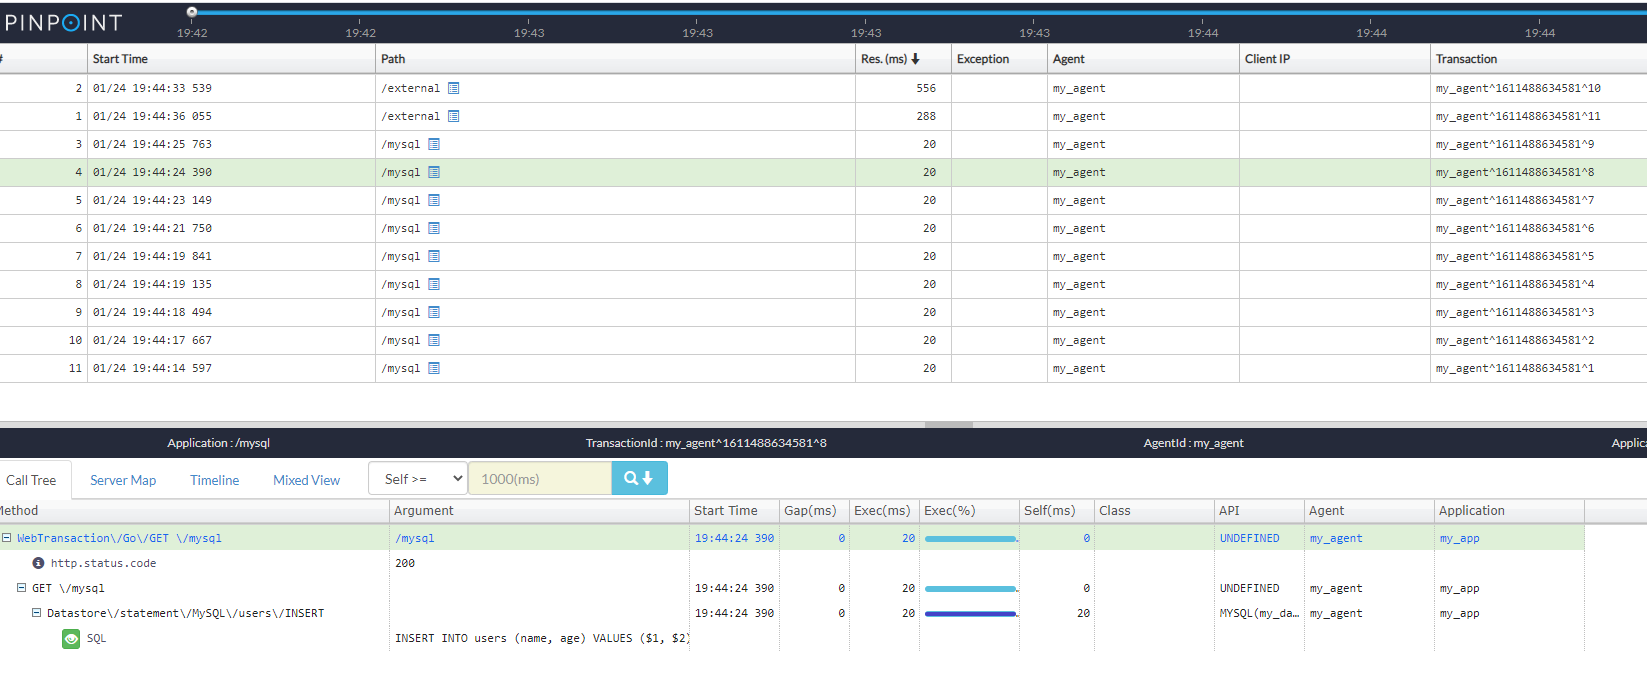 PINPOINT
19:42 19:42 19:43 19:43 19:43 19:43 19:44 19:44 19:44
# Start Time Path Res. (ms) Exception Agent Client IP Transaction
2 01/24 19:44:33 539 /external 556 my_agent my_agent^1611488634581^10
1 01/24 19:44:36 055 /external 288 my_agent my_agent^1611488634581^11
3 01/24 19:44:25 763 /mysql 20 my_agent my_agent^1611488634581^9
4 01/24 19:44:24 390 /mysql 20 my_agent my_agent^1611488634581^8
5 01/24 19:44:23 149 /mysql 20 my_agent my_agent^1611488634581^7
6 01/24 19:44:21 750 /mysql 20 my_agent my_agent^1611488634581^6
7 01/24 19:44:19 841 /mysql 20 my_agent my_agent^1611488634581^5
8 01/24 19:44:19 135 /mysql 20 my_agent my_agent^1611488634581^4
9 01/24 19:44:18 494 /mysql 20 my_agent my_agent^1611488634581^3
10 01/24 19:44:17 667 /mysql 20 my_agent my_agent^1611488634581^2
11 01/24 19:44:14 597 /mysql 20 my_agent my_agent^1611488634581^1
Application : /mysql TransactionId : my_agent^1611488634581^8 AgentId : my_agent Applica
Call Tree Server Map Timeline Mixed View Self >= 1000(ms)
Method Argument Start Time Gap(ms) Exec(ms) Exec(%) Self(ms) Class API Agent Application
WebTransaction\/Go\/GET \/mysql /mysql 19:44:24 390 0 20 0 UNDEFINED my_agent my_app
http.status.code 200
GET \/mysql 19:44:24 390 0 20 0 UNDEFINED my_agent my_app
Datastore\/statement\/MySQL\/users\/INSERT 19:44:24 390 0 20 20 MYSQL(my_da... my_agent my_app
SQL INSERT INTO users (name, age) VALUES ($1, $2)